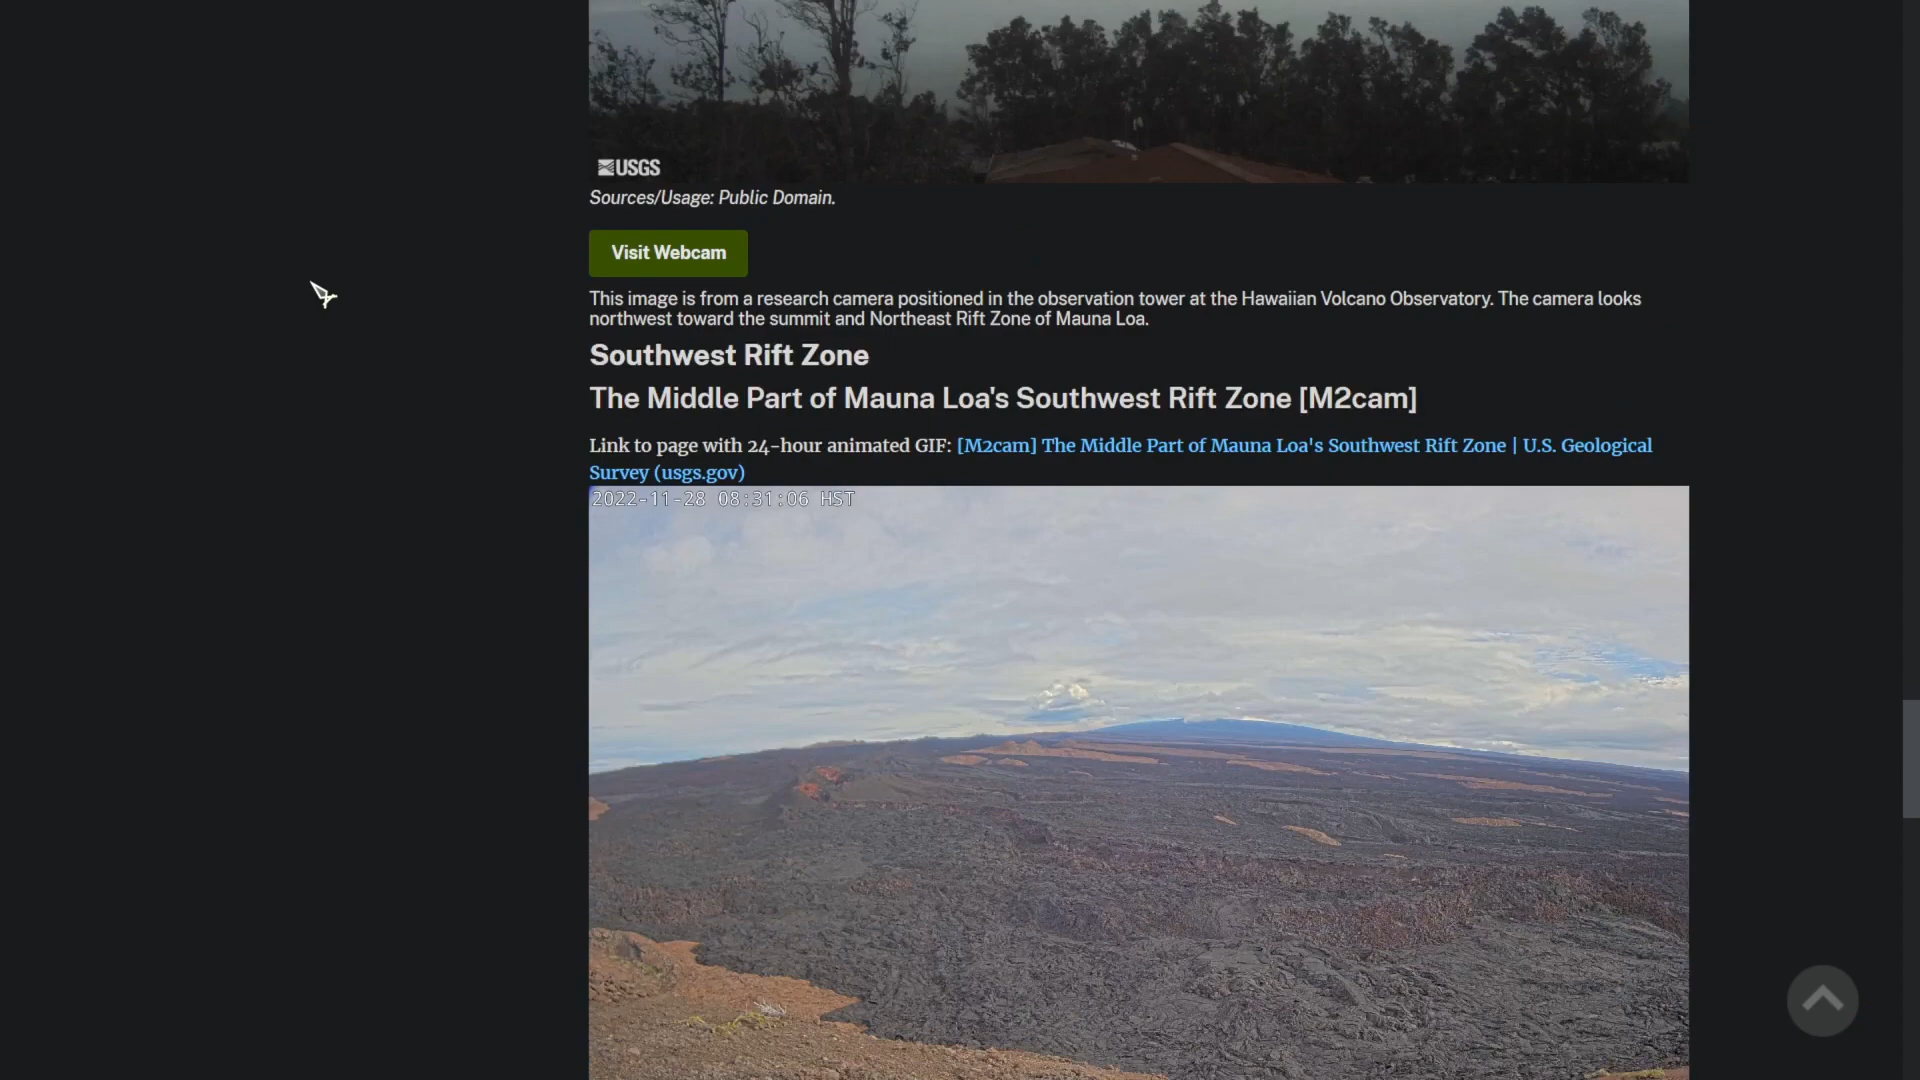 USGS
Sources/Usage: Public Domain.
Visit Webcam
This image is from a research camera positioned in the observation tower at the Hawaiian Volcano Observatory. The camera looks
northwest toward the summit and Northeast Rift Zone of Mauna Loa.
Southwest Rift Zone
The Middle Part of Mauna Loa's Southwest Rift Zone [M2cam]
Link to page with 24-hour animated GIF: [M2cam] The Middle Part of Mauna Loa's Southwest Rift Zone | U.S. Geological
Survey (usgs.gov)
2022-11-28 08:31:06 HST